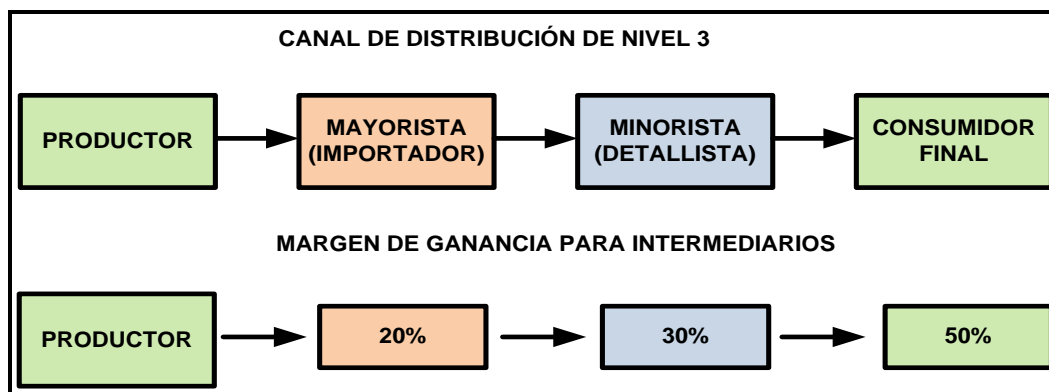 CANAL DE DISTRIBUCIÓN DE NIVEL 3
PRODUCTOR
MAYORISTA
(IMPORTADOR)
MINORISTA
(DETALLISTA)
CONSUMIDOR
FINAL
MARGEN DE GANANCIA PARA INTERMEDIARIOS
PRODUCTOR
20%
30%
50%